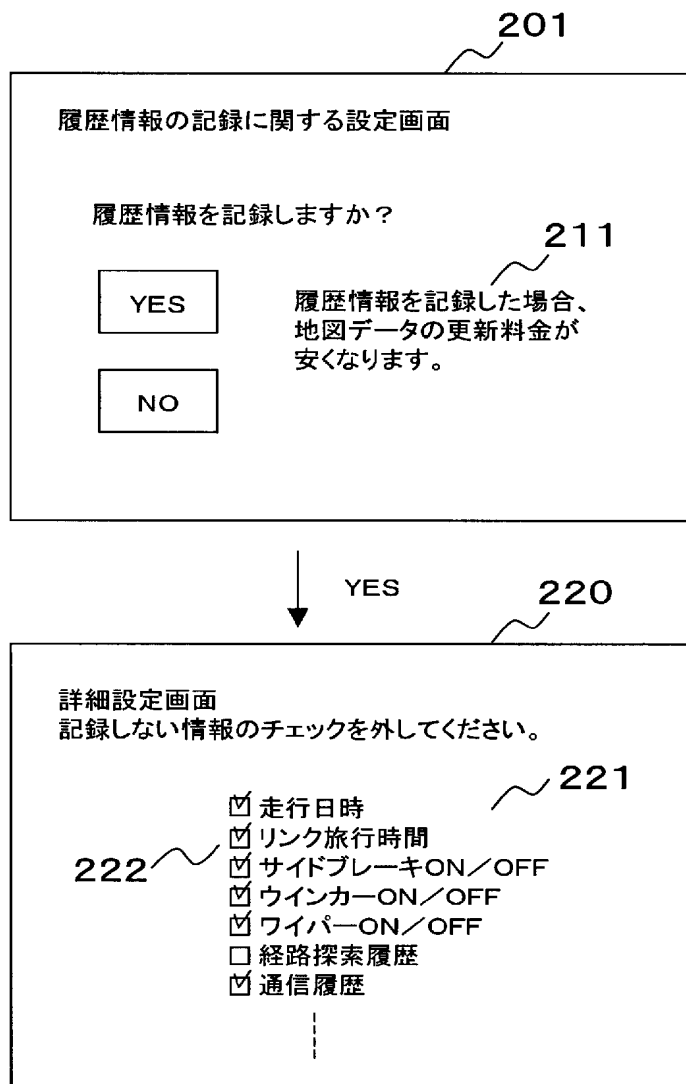 201
履歴情報の記録に関する設定画面
履歴情報を記録しますか？
211
YES
履歴情報を記録した場合、
地図データの更新料金が
安くなります。
NO
YES
220
詳細設定画面
記録しない情報のチェックを外してください。
221
走行日時
リンク旅行時間
222
サイドブレーキON／OFF
ウインカーON／OFF
ワイパーON／OFF
経路探索履歴
通信履歴